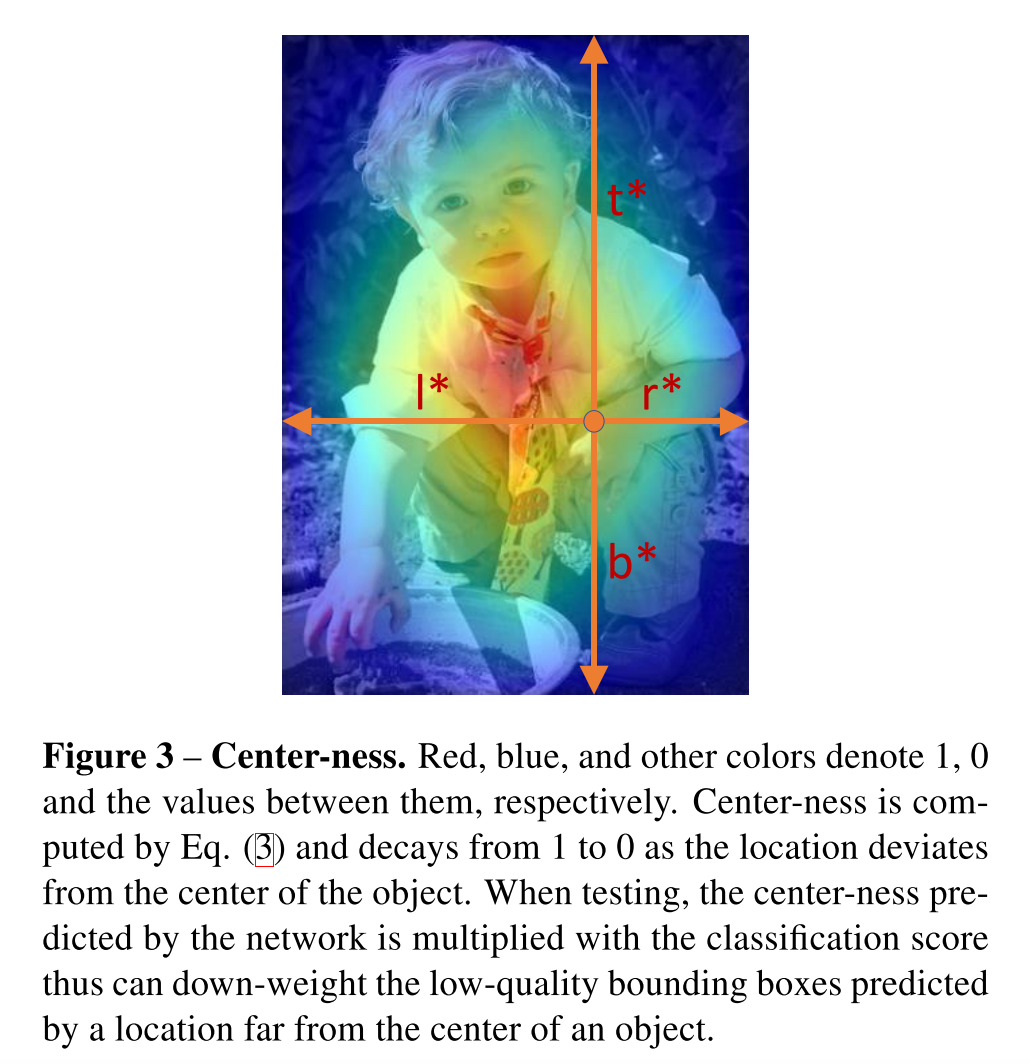 t*
l*
r*
b*
Figure 3 – Center-ness. Red, blue, and other colors denote 1, 0
and the values between them, respectively. Center-ness is com-
puted by Eq. (3) and decays from 1 to 0 as the location deviates
from the center of the object. When testing, the center-ness pre-
dicted by the network is multiplied with the classification score
thus can down-weight the low-quality bounding boxes predicted
by a location far from the center of an object.